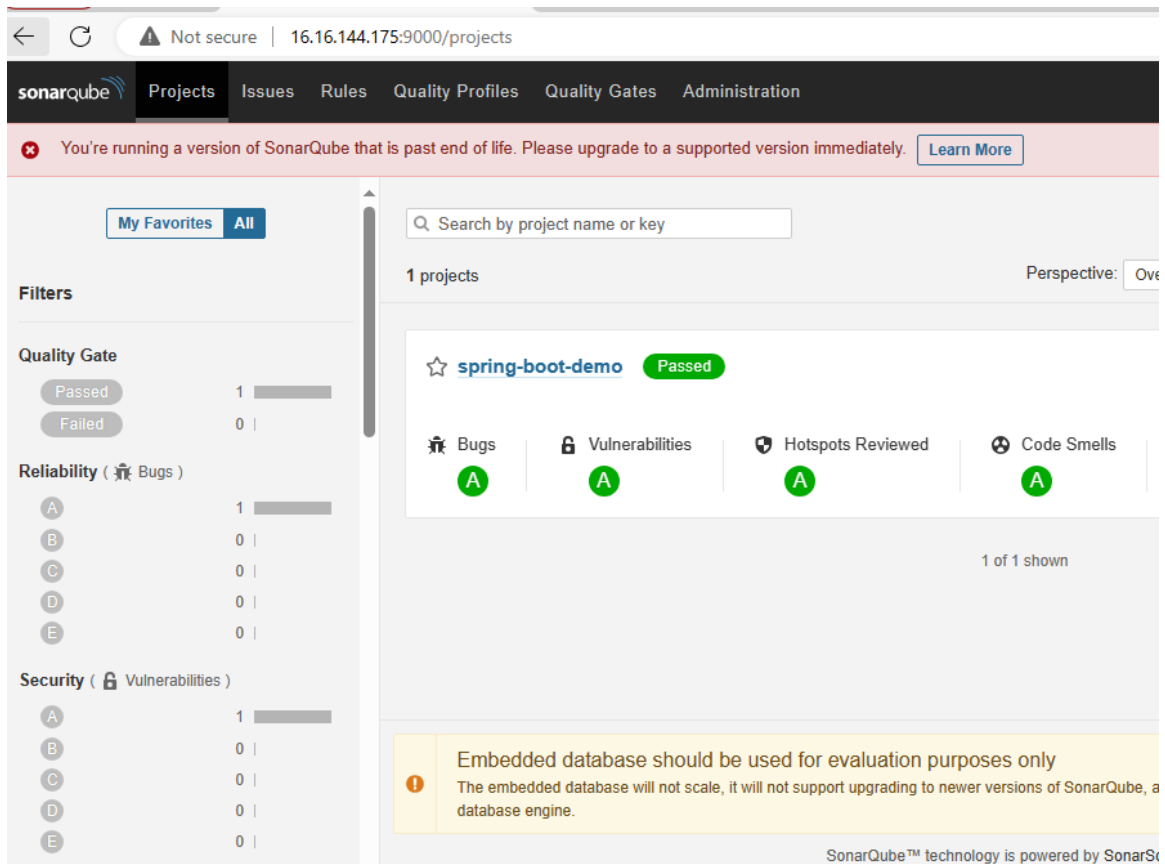 Not secure 16.16.144.175:9000/projects
sonarqube Projects Issues Rules Quality Profiles Quality Gates Administration
You're running a version of SonarQube that is past end of life. Please upgrade to a supported version immediately. Learn More
My Favorites All
Filters
Quality Gate
Passed 1
Failed 0
Reliability ( Bugs )
A 1
B 0
C 0
D 0
E 0
Security ( Vulnerabilities )
A 1
B 0
C 0
D 0
E 0
Search by project name or key
1 projects
Perspective: Ove
spring-boot-demo Passed
Bugs Vulnerabilities Hotspots Reviewed Code Smells
A A A A
1 of 1 shown
Embedded database should be used for evaluation purposes only
The embedded database will not scale, it will not support upgrading to newer versions of SonarQube, a
database engine.
SonarQube™ technology is powered by SonarSo